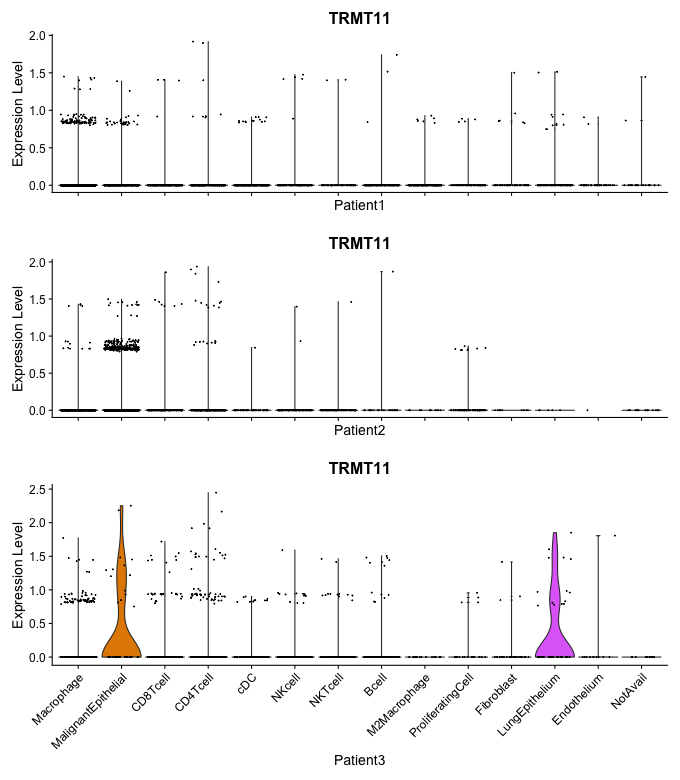 TRMT11
Expression Level
2.0
1.5
1.0
0.5
0.0
Patient1
TRMT11
Expression Level
2.0
1.5
1.0
0.5
0.0
Patient2
TRMT11
Expression Level
2.5
2.0
1.5
1.0
0.5
0.0
Macrophage
MalignantEpithelial
CD8Tcell
CD4Tcell
cDC
NKcell
NKTcell
Bcell
M2Macrophage
ProliferatingCell
Fibroblast
LungEpithelium
Endothelium
NotAvail
Patient3